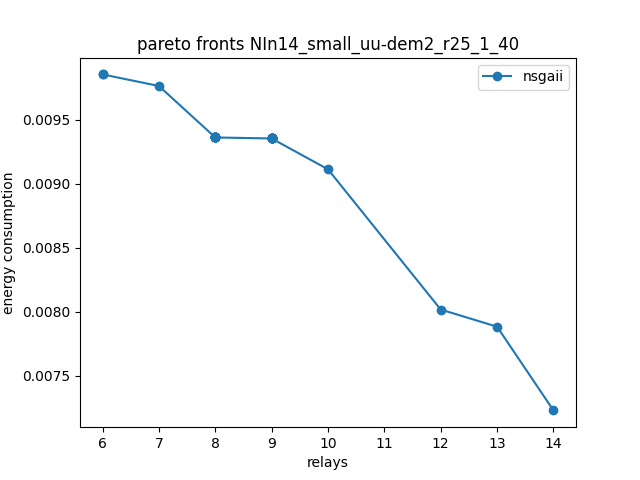 pareto fronts NIn14_small_uu-dem2_r25_1_40
nsgaii
0.0095
0.0090
0.0085
0.0080
0.0075
energy consumption
6 7 8 9 10 11 12 13 14
relays